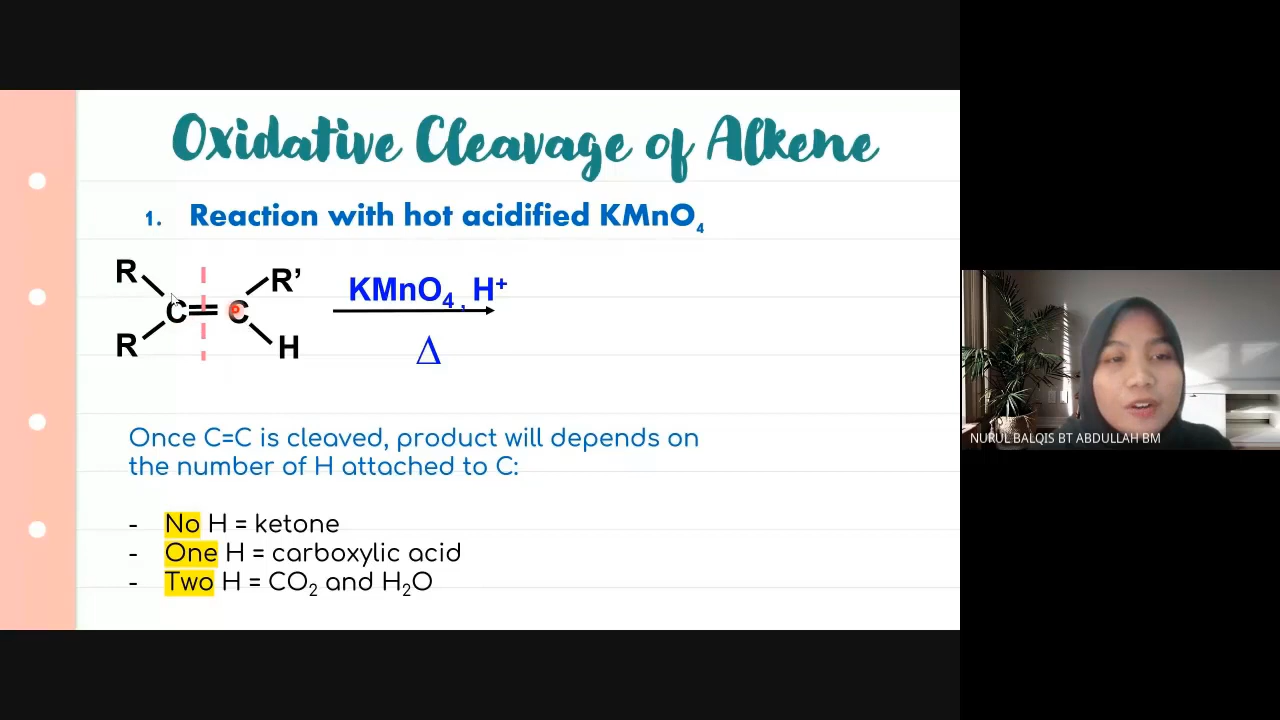 Oxidative Cleavage of Alkene
1. Reaction with hot acidified KMnO₄
R R'
C=C
R H
KMnO₄, H⁺
Δ
Once C=C is cleaved, product will depends on
the number of H attached to C:
- No H = ketone
- One H = carboxylic acid
- Two H = CO₂ and H₂O
NURUL BALQIS BT ABDULLAH BM